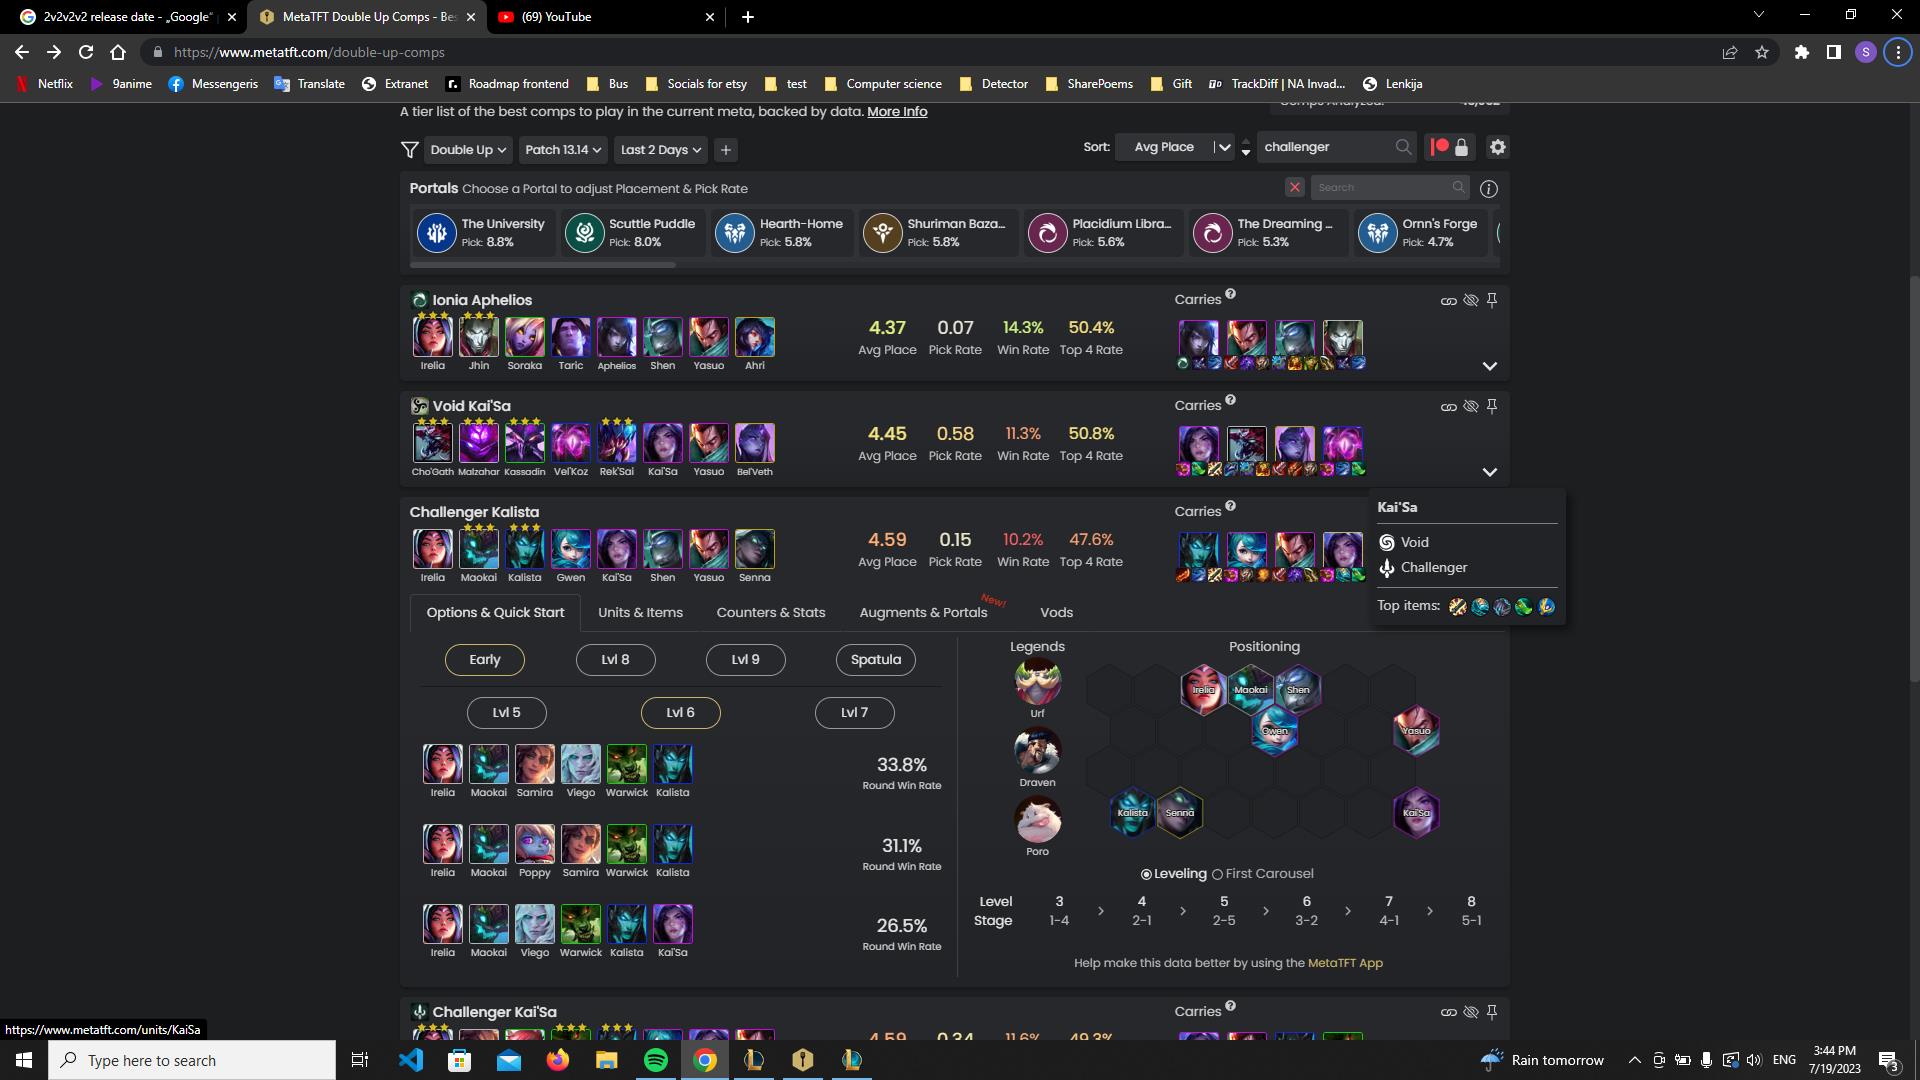 2v2v2v2 release date - „Google“
MetaTFT Double Up Comps - Bes
(69) YouTube
https://www.metatft.com/double-up-comps
Netflix
9anime
Messengeris
Translate
Extranet
Roadmap frontend
Bus
Socials for etsy
test
Computer science
Detector
SharePoems
Gift
TrackDiff | NA Invad...
Lenkija
A tier list of the best comps to play in the current meta, backed by data. More Info
Double Up
Patch 13.14
Last 2 Days
+
Sort:
Avg Place
challenger
Portals Choose a Portal to adjust Placement & Pick Rate
Search
The University
Pick: 8.8%
Scuttle Puddle
Pick: 8.0%
Hearth-Home
Pick: 5.8%
Shuriman Baza...
Pick: 5.8%
Placidium Libra...
Pick: 5.6%
The Dreaming ...
Pick: 5.3%
Ornn's Forge
Pick: 4.7%
Ionia Aphelios
Irelia Jhin Soraka Taric Aphelios Shen Yasuo Ahri
4.37 0.07 14.3% 50.4%
Avg Place Pick Rate Win Rate Top 4 Rate
Carries
Void Kai'Sa
Cho'Gath Malzahar Kassadin Vel'Koz Rek'Sai Kai'Sa Yasuo Bel'Veth
4.45 0.58 11.3% 50.8%
Avg Place Pick Rate Win Rate Top 4 Rate
Carries
Challenger Kalista
Irelia Maokai Kalista Gwen Kai'Sa Shen Yasuo Senna
4.59 0.15 10.2% 47.6%
Avg Place Pick Rate Win Rate Top 4 Rate
Carries
Kai'Sa
Void
Challenger
Top items:
Options & Quick Start
Units & Items
Counters & Stats
Augments & Portals
New!
Vods
Early
Lvl 8
Lvl 9
Spatula
Lvl 5
Lvl 6
Lvl 7
Irelia Maokai Samira Viego Warwick Kalista
33.8%
Round Win Rate
Irelia Maokai Poppy Samira Warwick Kalista
31.1%
Round Win Rate
Irelia Maokai Viego Warwick Kalista Kai'Sa
26.5%
Round Win Rate
Legends
Urf
Draven
Poro
Positioning
Irelia Maokai Shen
Gwen Yasuo
Kalista Senna Kai'Sa
Leveling First Carousel
Level 3 4 5 6 7 8
Stage 1-4 2-1 2-5 3-2 4-1 5-1
Help make this data better by using the MetaTFT App
Challenger Kai'Sa
4.59 0.34 11.6% 49.3%
Carries
https://www.metatft.com/units/KaiSa
Type here to search
Rain tomorrow
ENG
3:44 PM
7/19/2023
3